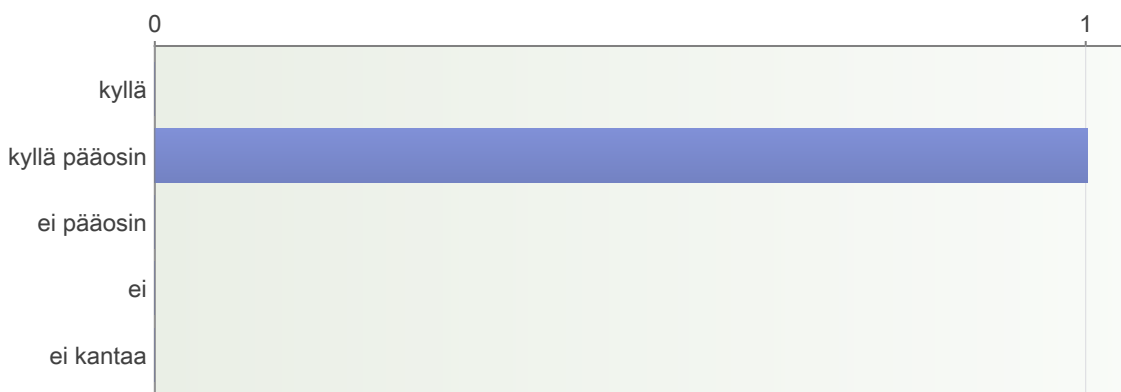 0 1
kyllä
kyllä pääosin
ei pääosin
ei
ei kantaa